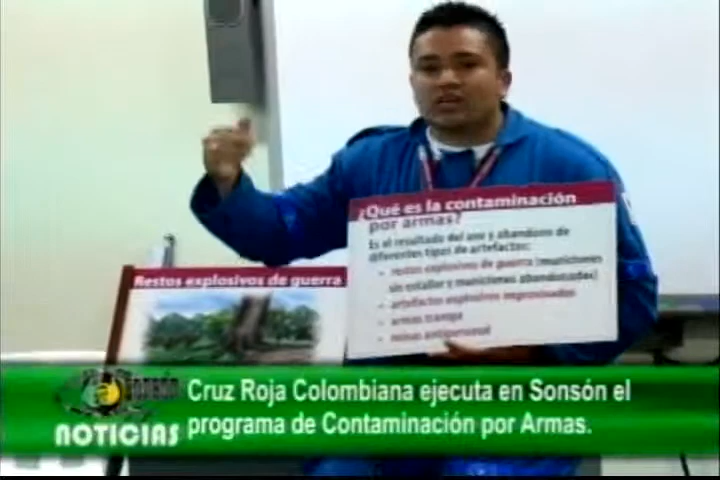 ¿Qué es la contaminación
por armas?
Es el resultado del uso y abandono de
diferentes tipos de artefactos:
• restos explosivos de guerra (municiones
sin estallar y municiones abandonadas)
• artefactos explosivos improvisados
• armas trampa
• minas antipersonal
Restos explosivos de guerra
NOTICIAS
Cruz Roja Colombiana ejecuta en Sonsón el
programa de Contaminación por Armas.